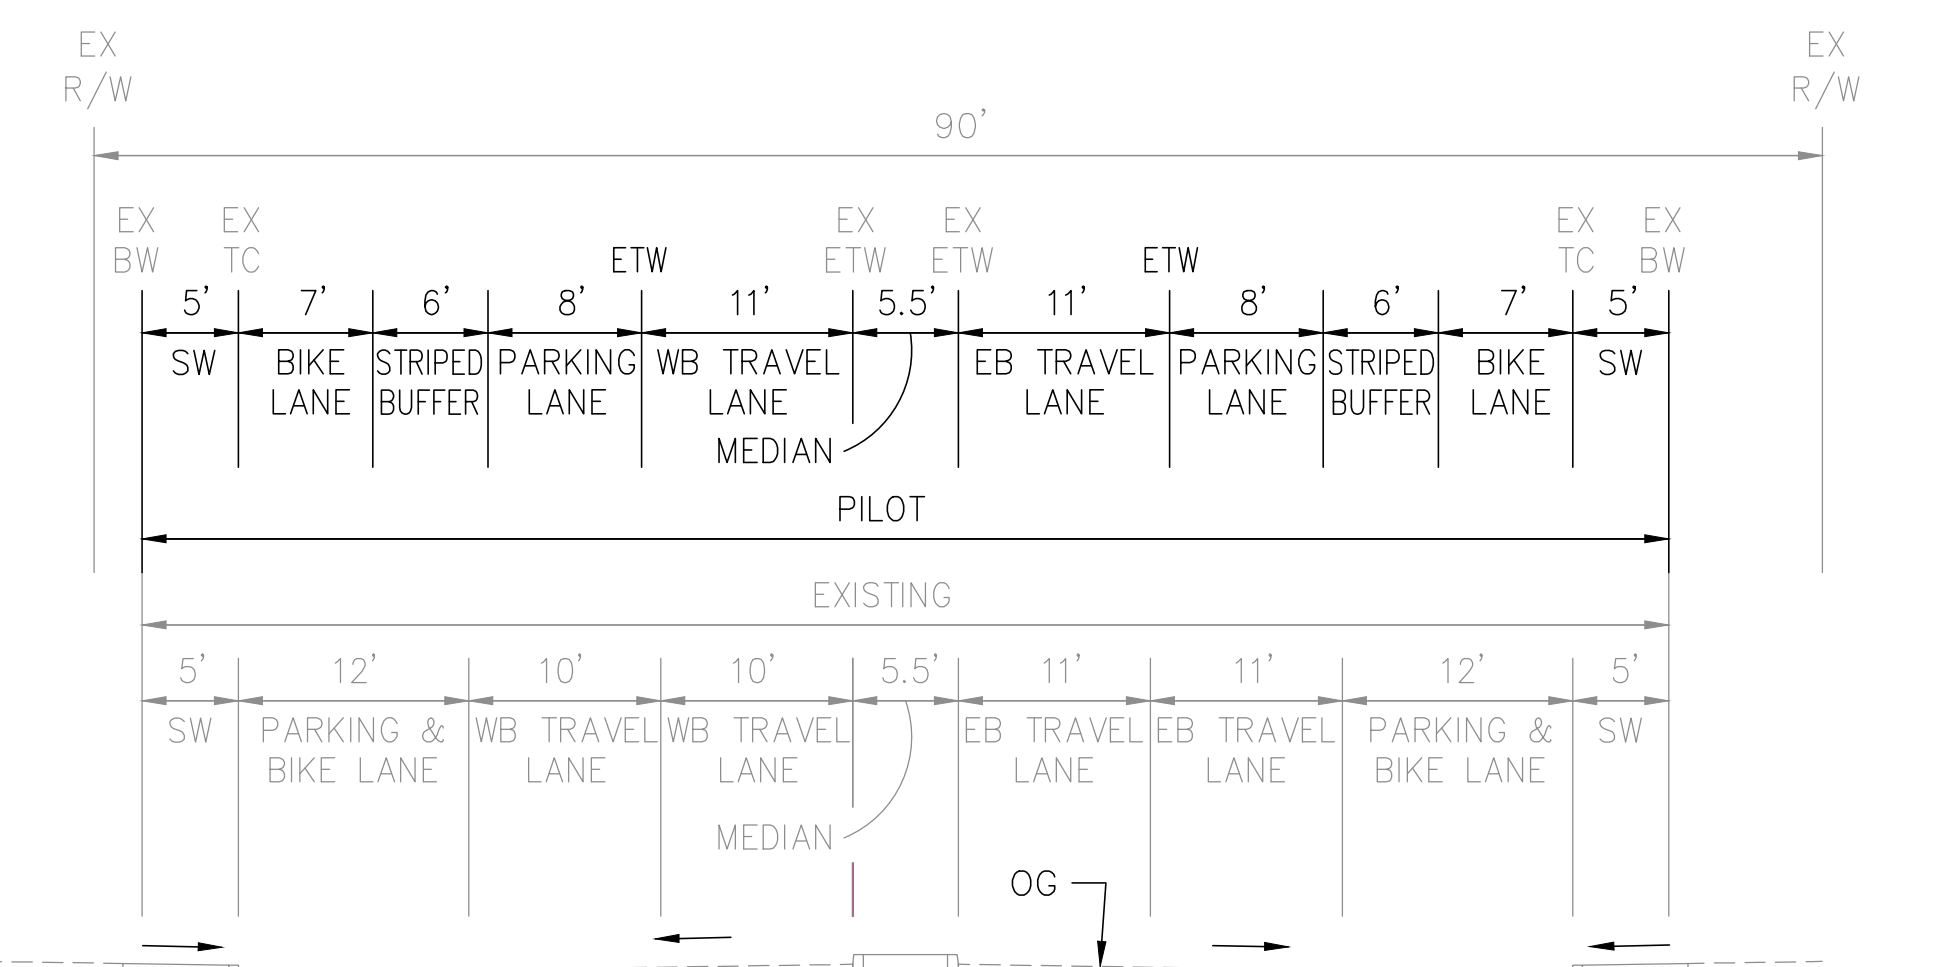 EX EX
R/W R/W
90'
EX EX EX EX EX EX
BW TC ETW ETW ETW ETW TC BW
5' 7' 6' 8' 11' 5.5' 11' 8' 6' 7' 5'
SW BIKE STRIPED PARKING WB TRAVEL EB TRAVEL PARKING STRIPED BIKE SW
LANE BUFFER LANE LANE LANE LANE BUFFER LANE
MEDIAN
PILOT
EXISTING
5' 12' 10' 10' 5.5' 11' 11' 12' 5'
SW PARKING & WB TRAVEL WB TRAVEL EB TRAVEL EB TRAVEL PARKING & SW
BIKE LANE LANE LANE LANE LANE BIKE LANE
MEDIAN
OG